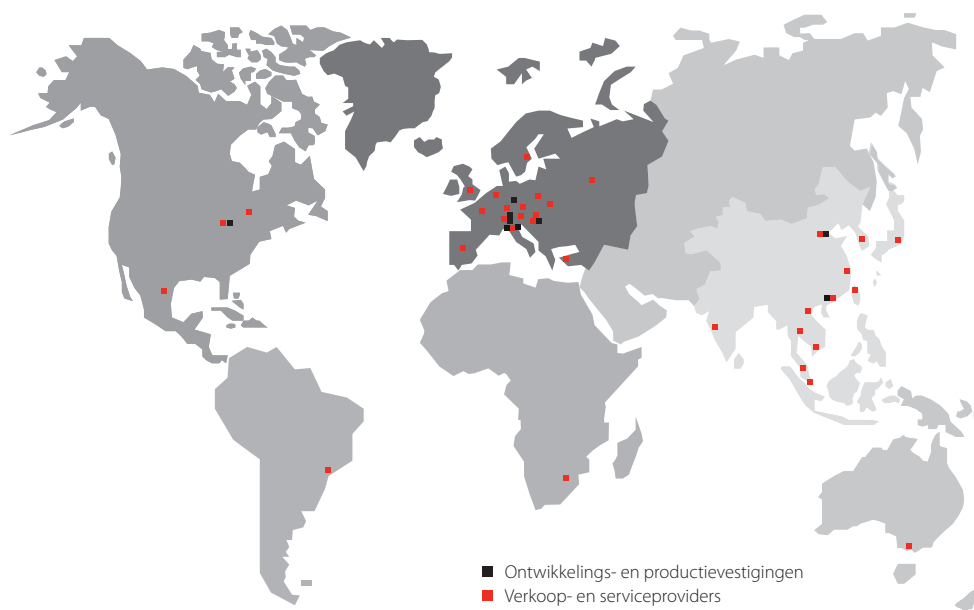 Ontwikkelings- en productievestigingen
Verkoop- en serviceproviders